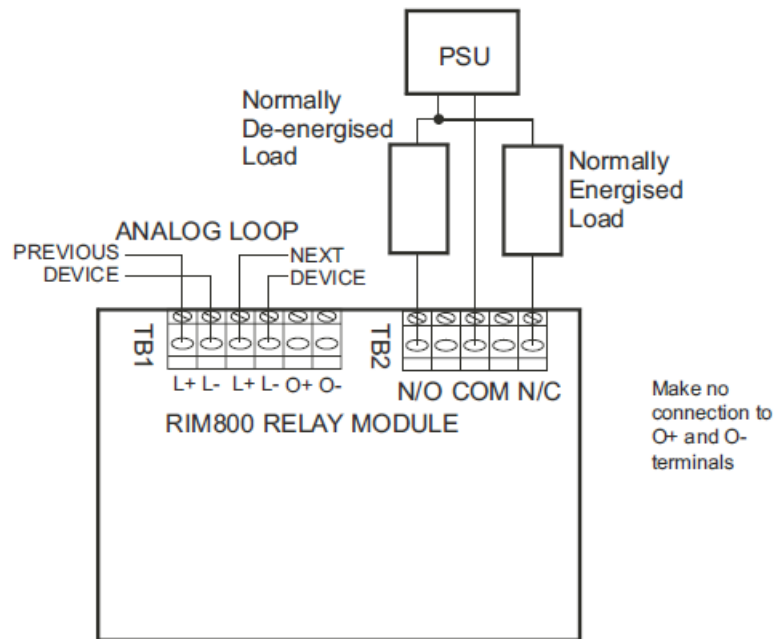 PSU
Normally
De-energised
Load
Normally
Energised
Load
ANALOG LOOP
PREVIOUS
DEVICE
NEXT
DEVICE
TB1
L+ L- L+ L- O+ O-
TB2
N/O COM N/C
RIM800 RELAY MODULE
Make no
connection to
O+ and O-
terminals